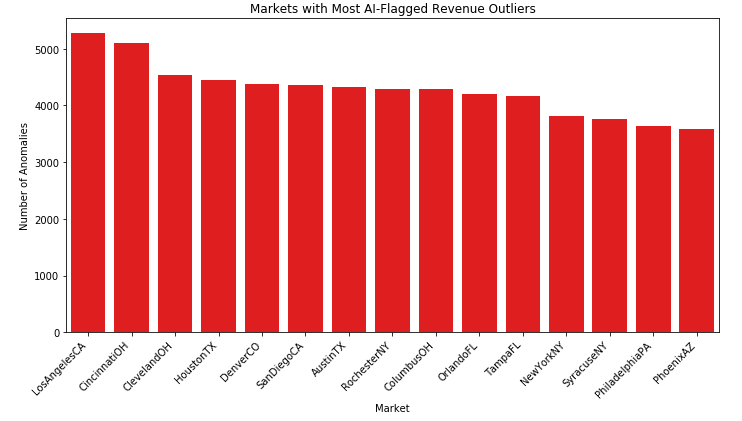 Markets with Most AI-Flagged Revenue Outliers
Number of Anomalies
5000
4000
3000
2000
1000
0
LosAngelesCA
CincinnatiOH
ClevelandOH
HoustonTX
DenverCO
SanDiegoCA
AustinTX
RochesterNY
ColumbusOH
OrlandoFL
TampaFL
NewYorkNY
SyracuseNY
PhiladelphiaPA
PhoenixAZ
Market